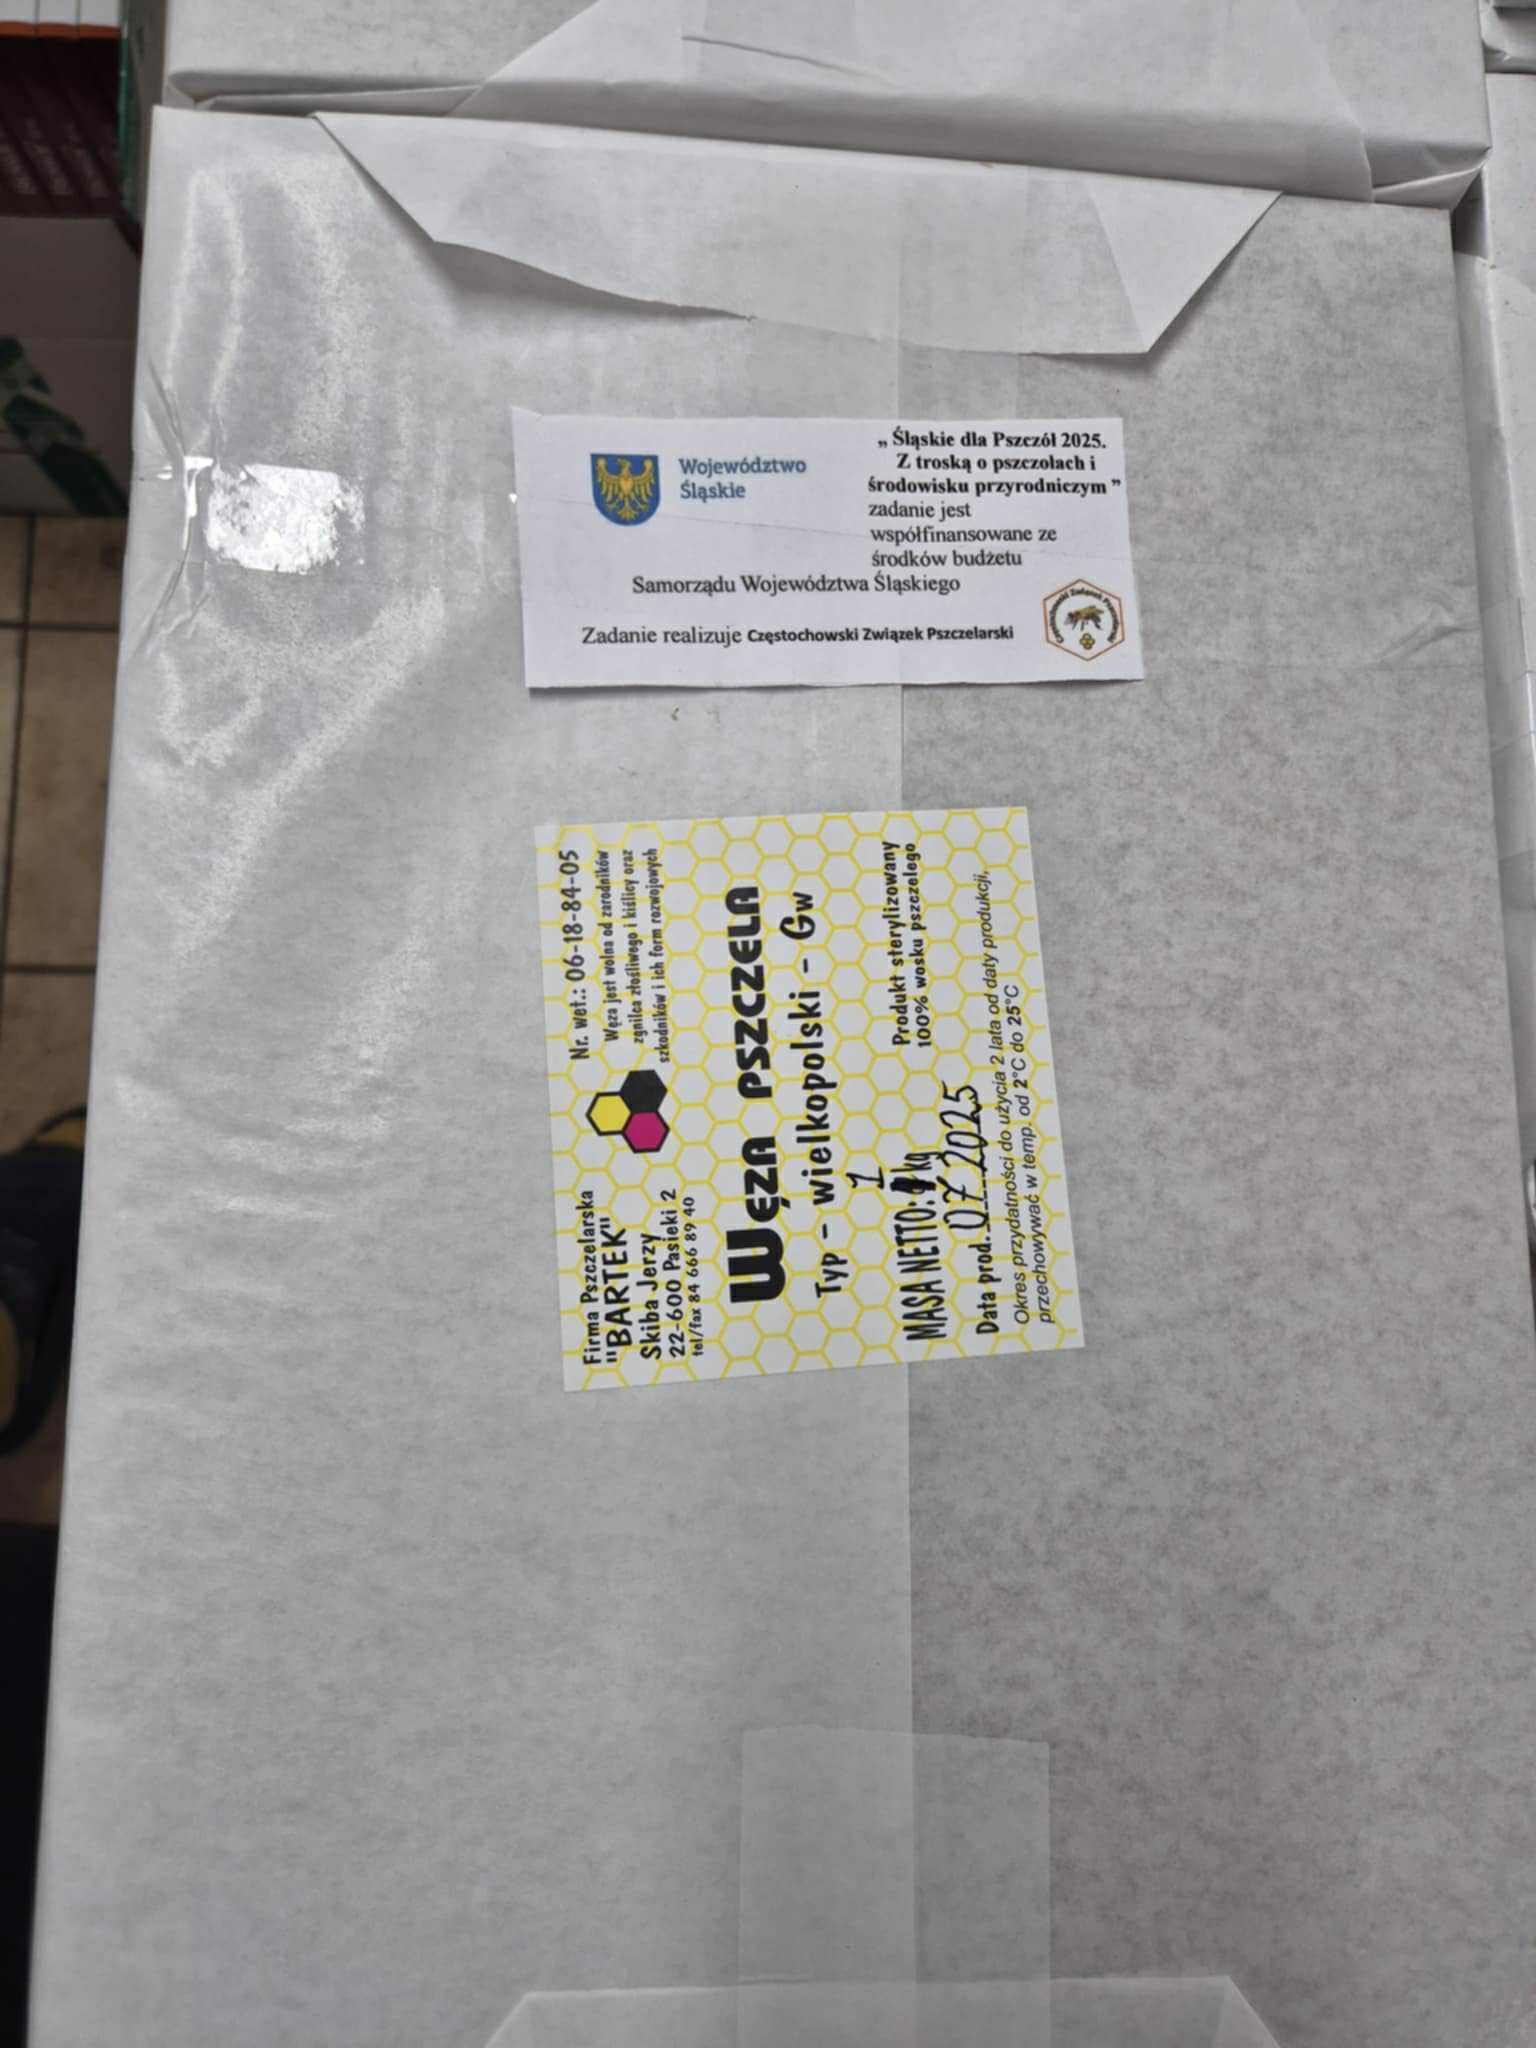 Województwo
Śląskie
„ Śląskie dla Pszczół 2025.
Z troską o pszczołach i
środowisku przyrodniczym ”
zadanie jest
współfinansowane ze
środków budżetu
Samorządu Województwa Śląskiego
Zadanie realizuje Częstochowski Związek Pszczelarski
Częstochowski Związek Pszczelarski
Firma Pszczelarska
"BARTEK"
Skiba Jerzy
22-600 Pasieki 2
tel/fax 84 666 89 40
Nr. wet.: 06-18-84-05
Węza jest wolna od zarodników
zgnilca złośliwego i kiślicy oraz
szkodników i ich form rozwojowych
Węza pszczela
Typ - wielkopolski - Gw
1
MASA NETTO: kg
Produkt sterylizowany
100% wosku pszczelego
Data prod. 07 2025
Okres przydatności do użycia 2 lata od daty produkcji,
przechowywać w temp. od 2°C do 25°C